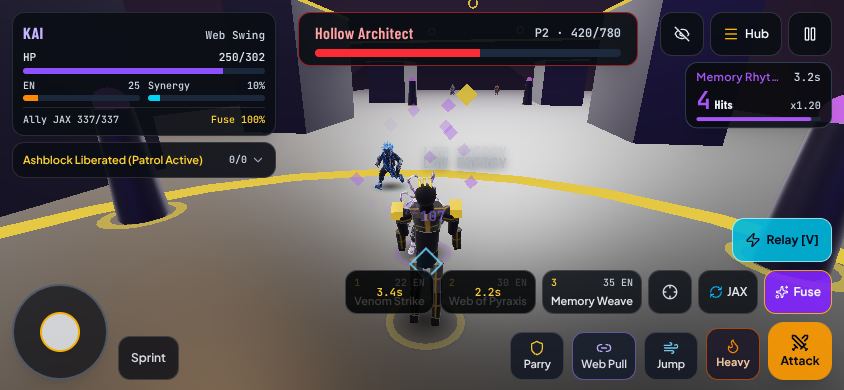 KAI Web Swing
HP 250/302
EN 25 Synergy 10%
Ally JAX 337/337 Fuse 100%
Ashblock Liberated (Patrol Active) 0/0
Hollow Architect P2 · 420/780
Hub
Memory Rhyt... 3.2s
4 Hits x1.20
107
Relay [V]
1 22 EN
3.4s
Venom Strike
2 30 EN
2.2s
Web of Pyraxis
3 35 EN
Memory Weave
JAX
Fuse
Sprint
Parry
Web Pull
Jump
Heavy
Attack